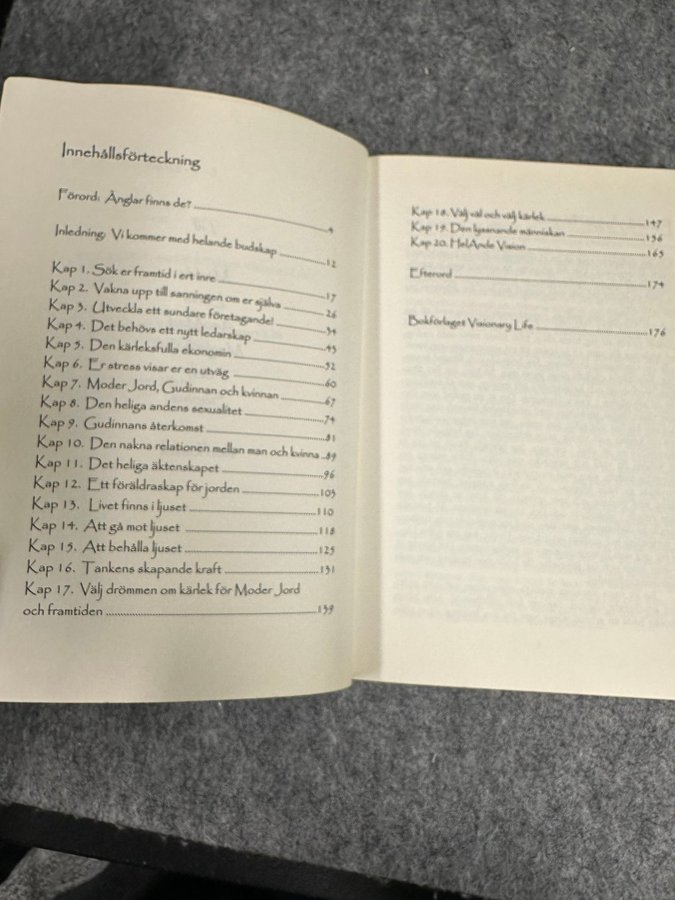 Innehållsförteckning
Förord: Änglar finns de? 4
Inledning: Vi kommer med helande budskap 12
Kap 1. Sök er framtid i ert inre 17
Kap 2. Vakna upp till sanningen om er själva 26
Kap 3. Utveckla ett sundare företagande! 34
Kap 4. Det behövs ett nytt ledarskap 43
Kap 5. Den kärleksfulla ekonomin 52
Kap 6. Er stress visar er en utväg 60
Kap 7. Moder Jord, Gudinnan och kvinnan 67
Kap 8. Den heliga andens sexualitet 74
Kap 9. Gudinnans återkomst 81
Kap 10. Den nakna relationen mellan man och kvinna 89
Kap 11. Det heliga äktenskapet 96
Kap 12. Ett föräldraskap för jorden 103
Kap 13. Livet finns i ljuset 110
Kap 14. Att gå mot ljuset 118
Kap 15. Att behålla ljuset 125
Kap 16. Tankens skapande kraft 131
Kap 17. Välj drömmen om kärlek för Moder Jord
och framtiden 139
Kap 18. Välj väl och välj kärlek 147
Kap 19. Den lysanande människan 156
Kap 20. HelAnde Vision 165
Efterord 174
Bokförlaget Visionary Life 176